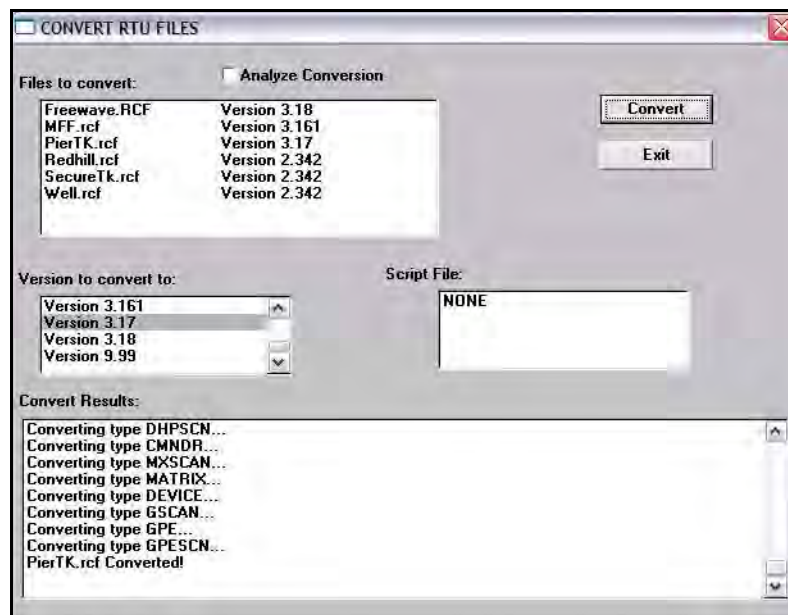 CONVERT RTU FILES
Analyze Conversion
Files to convert:
Freewave.RCF Version 3.18
MFF.rcf Version 3.161
PierTK.rcf Version 3.17
Redhill.rcf Version 2.342
SecureTk.rcf Version 2.342
Well.rcf Version 2.342
Convert
Exit
Version to convert to:
Version 3.161
Version 3.17
Version 3.18
Version 9.99
Script File:
NONE
Convert Results:
Converting type DHPSCN...
Converting type CMNDR...
Converting type MXSCAN...
Converting type MATRIX...
Converting type DEVICE...
Converting type GSCAN...
Converting type GPE...
Converting type GPESCN...
PierTK.rcf Converted!